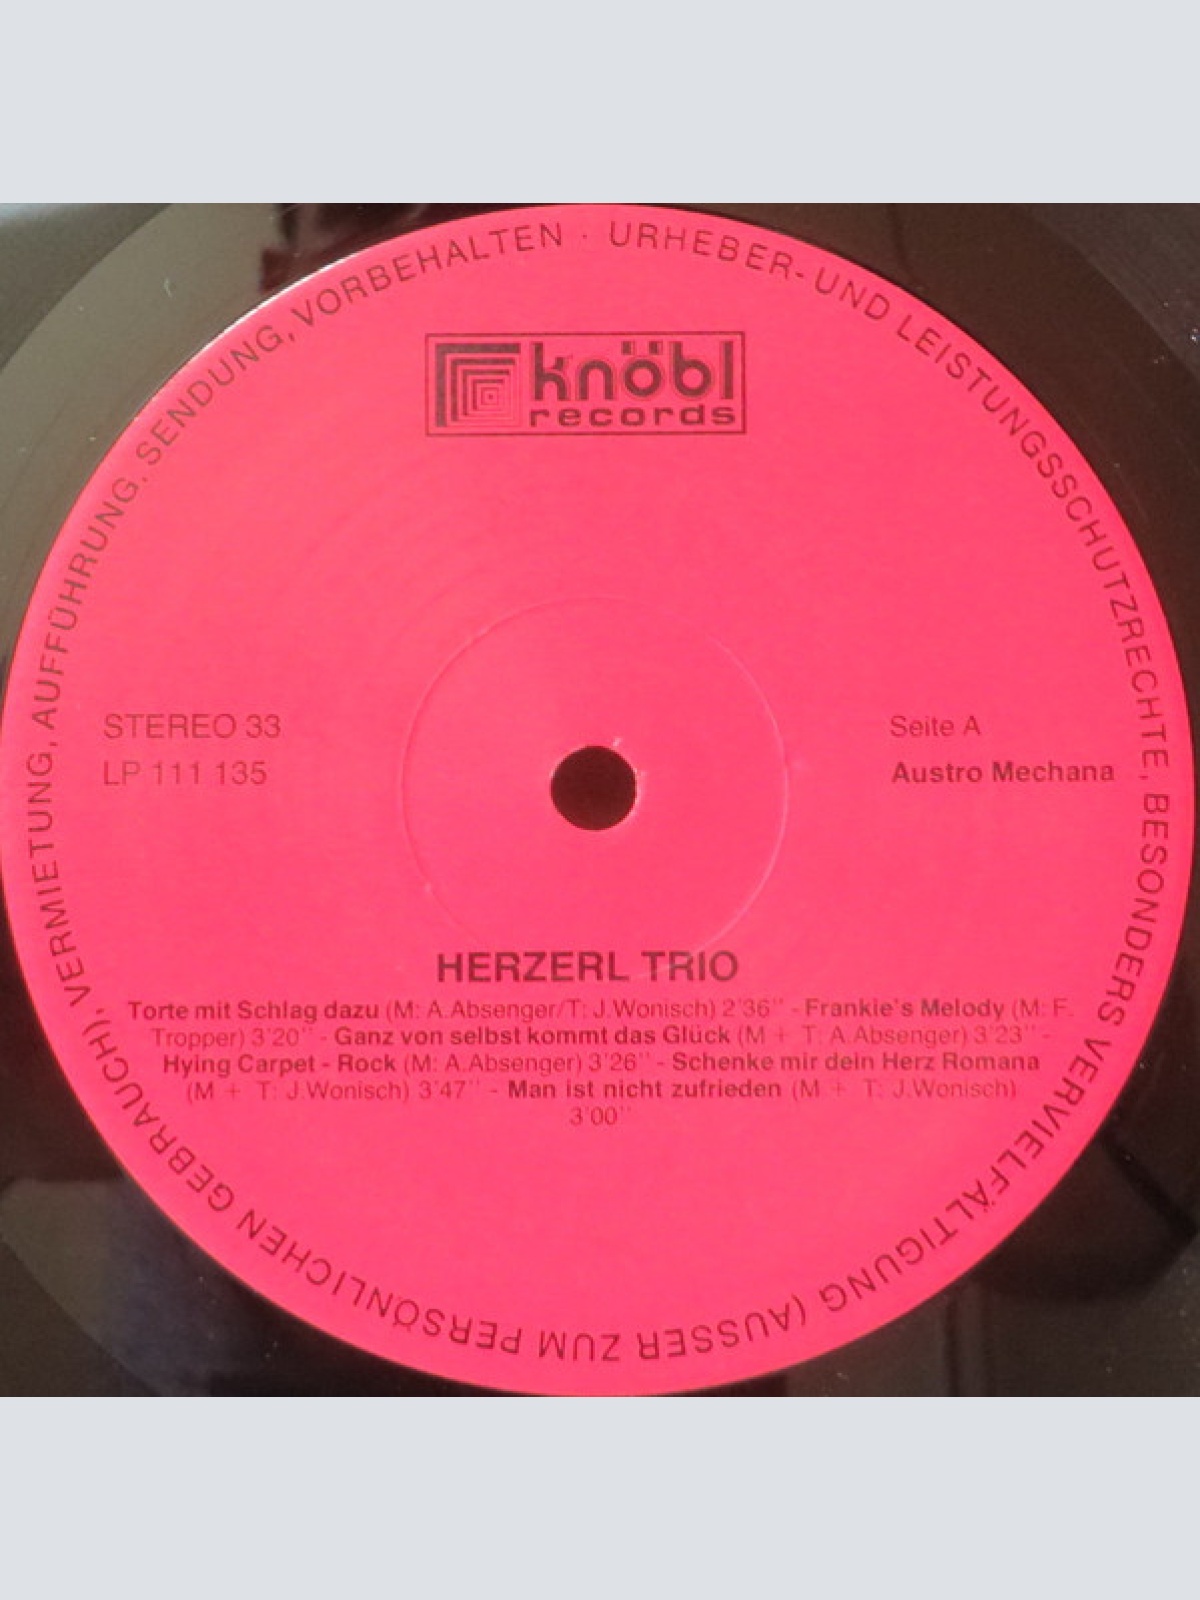 URHEBER- UND LEISTUNGSSCHUTZRECHTE, BESONDERS VERVIELFÄLTIGUNG (AUSSER ZUM PERSÖNLICHEN GEBRAUCH), VERMIETUNG, AUFFÜHRUNG, SENDUNG, VORBEHALTEN ·
knöbl
records
STEREO 33
LP 111 135
Seite A
Austro Mechana
HERZERL TRIO
Torte mit Schlag dazu (M: A.Absenger/T: J.Wonisch) 2'36'' - Frankie's Melody (M: F.
Tropper) 3'20'' - Ganz von selbst kommt das Glück (M + T: A.Absenger) 3'23'' -
Hying Carpet - Rock (M: A.Absenger) 3'26'' - Schenke mir dein Herz Romana
(M + T: J.Wonisch) 3'47'' - Man ist nicht zufrieden (M + T: J.Wonisch)
3'00''